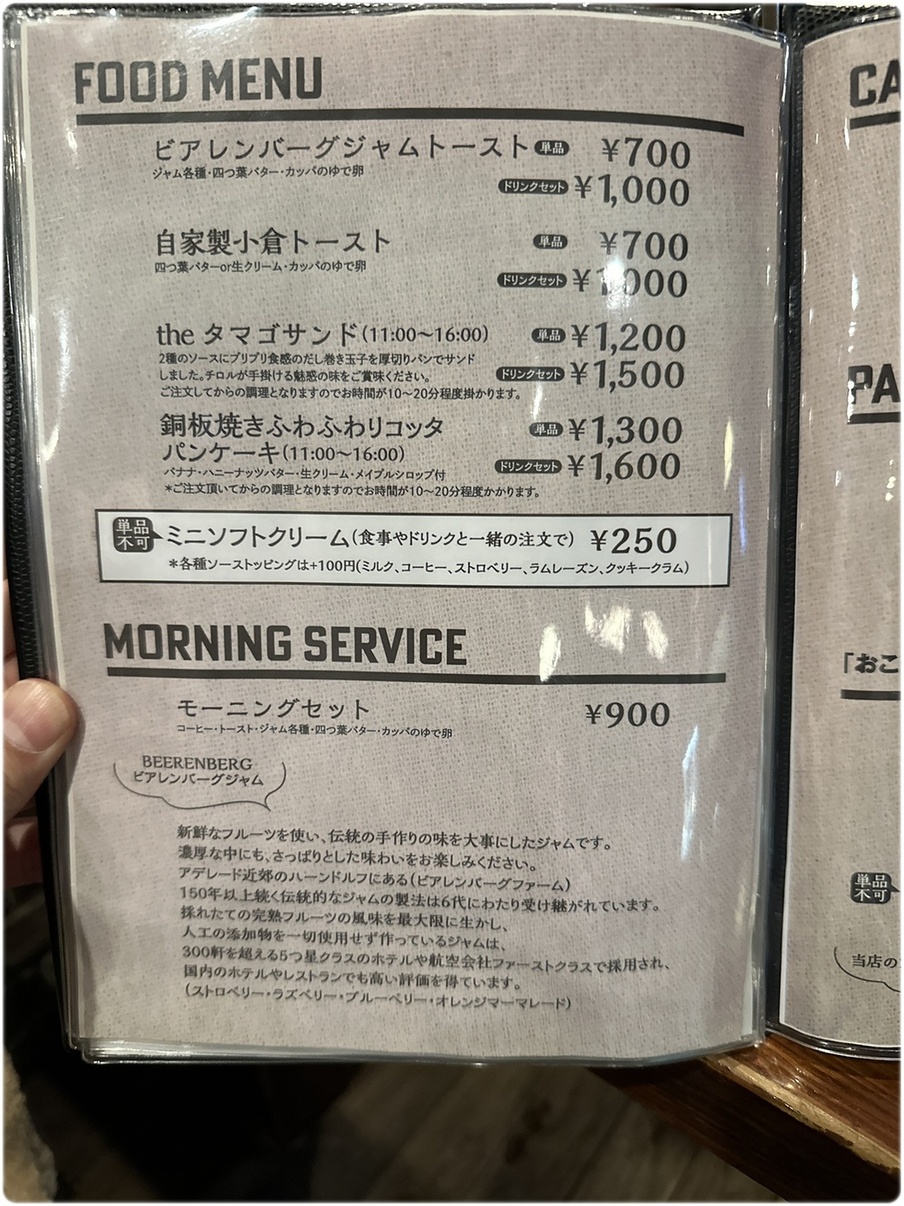 FOOD MENU
ビアレンバーグジャムトースト 単品 ¥700
ジャム各種・四つ葉バター・カッパのゆで卵
ドリンクセット ¥1,000
自家製小倉トースト 単品 ¥700
四つ葉バターor生クリーム・カッパのゆで卵
ドリンクセット ¥1,000
the タマゴサンド(11:00〜16:00) 単品 ¥1,200
2種のソースにプリプリ食感のだし巻き玉子を厚切りパンでサンド
しました。チロルが手掛ける魅惑の味をご賞味ください。
ドリンクセット ¥1,500
ご注文してからの調理となりますのでお時間が10〜20分程度掛かります。
銅板焼きふわふわリコッタ 単品 ¥1,300
パンケーキ(11:00〜16:00)
ドリンクセット ¥1,600
バナナ・ハニーナッツバター・生クリーム・メイプルシロップ付
*ご注文頂いてからの調理となりますのでお時間が10〜20分程度かかります。
単品不可 ミニソフトクリーム(食事やドリンクと一緒の注文で) ¥250
*各種ソーストッピングは+100円(ミルク、コーヒー、ストロベリー、ラムレーズン、クッキークラム)
MORNING SERVICE
モーニングセット ¥900
コーヒー・トースト・ジャム各種・四つ葉バター・カッパのゆで卵
BEERENBERG
ビアレンバーグジャム
新鮮なフルーツを使い、伝統の手作りの味を大事にしたジャムです。
濃厚な中にも、さっぱりとした味わいをお楽しみください。
アデレード近郊のハーンドルフにある(ビアレンバーグファーム)
150年以上続く伝統的なジャムの製法は6代にわたり受け継がれています。
採れたての完熟フルーツの風味を最大限に生かし、
人工の添加物を一切使用せず作っているジャムは、
300軒を超える5つ星クラスのホテルや航空会社ファーストクラスで採用され、
国内のホテルやレストランでも高い評価を得ています。
(ストロベリー・ラズベリー・ブルーベリー・オレンジマーマレード)
CA
PA
「おこ
単品不可
当店の